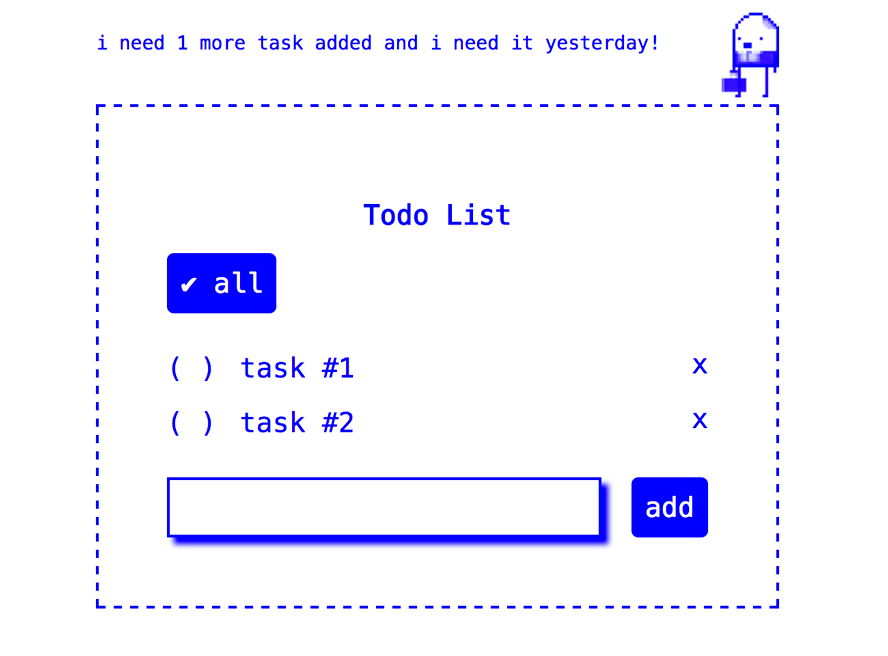 i need 1 more task added and i need it yesterday!
Todo List
✔ all
( ) task #1 x
( ) task #2 x
add